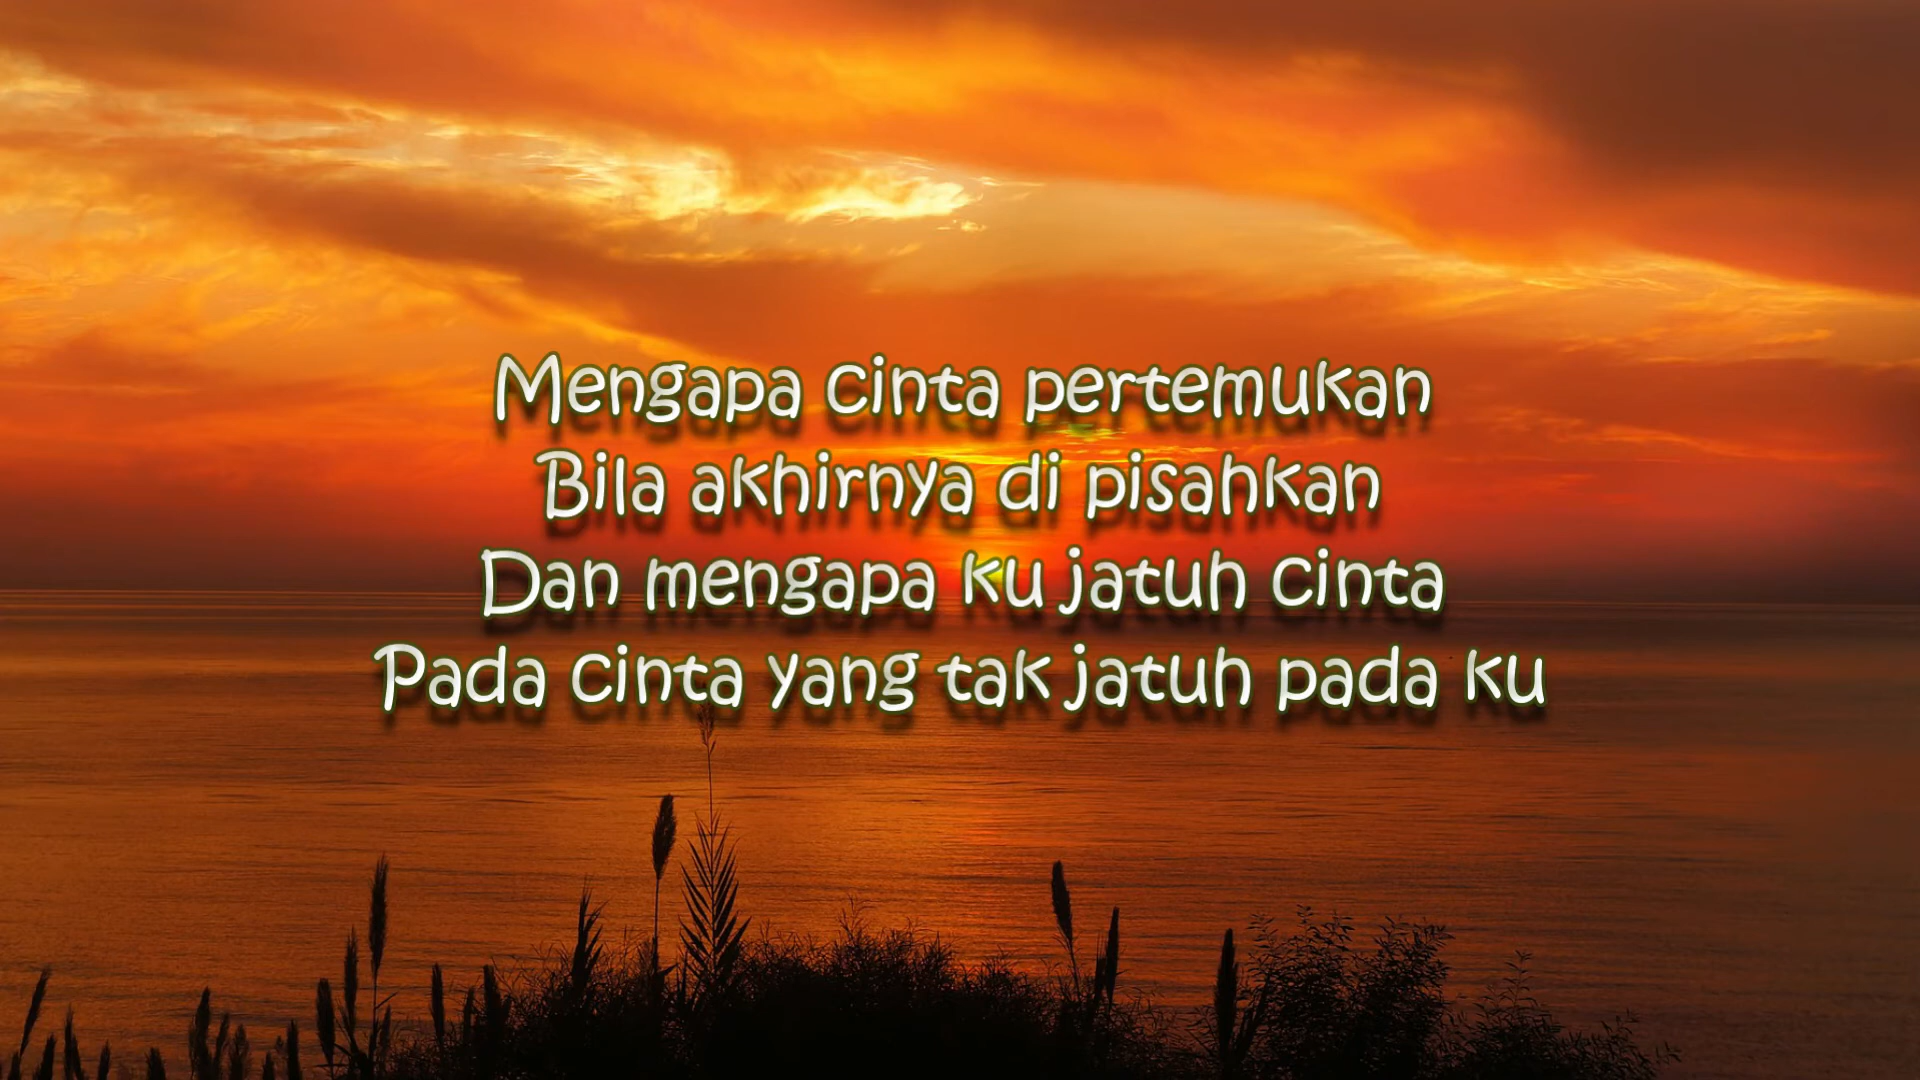 Mengapa cinta pertemukan
Bila akhirnya di pisahkan
Dan mengapa ku jatuh cinta
Pada cinta yang tak jatuh pada ku